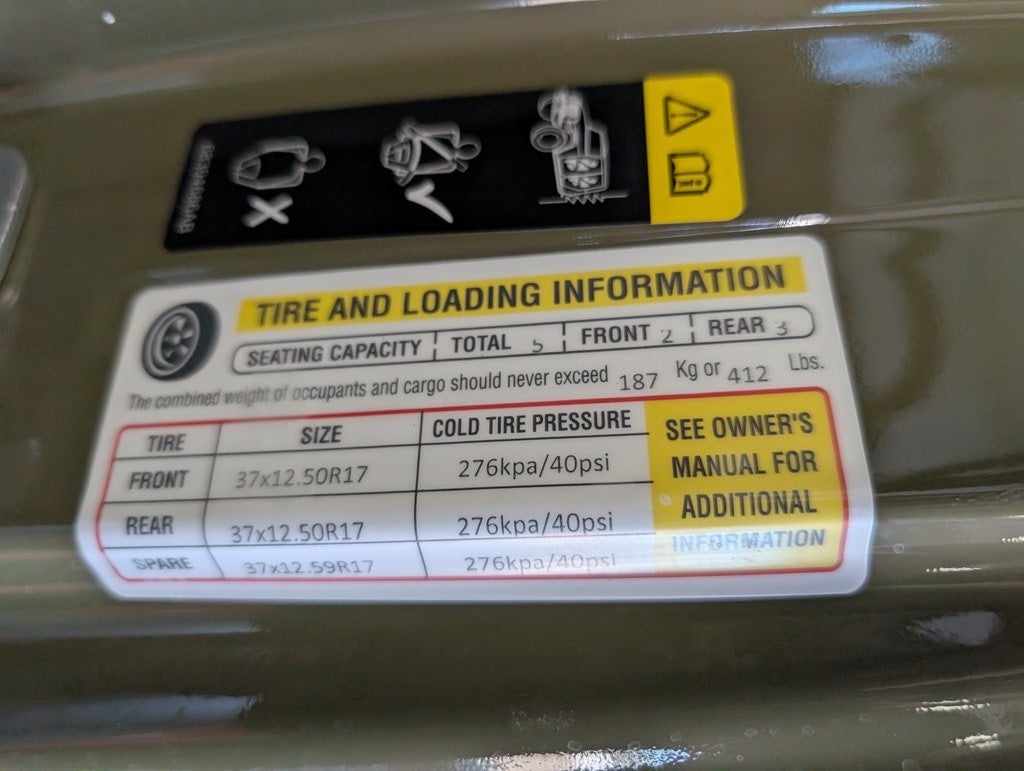 TIRE AND LOADING INFORMATION
SEATING CAPACITY TOTAL 5 FRONT 2 REAR 3
The combined weight of occupants and cargo should never exceed 187 Kg or 412 Lbs.
TIRE SIZE COLD TIRE PRESSURE
FRONT 37x12.50R17 276kpa/40psi
REAR 37x12.50R17 276kpa/40psi
SPARE 37x12.59R17 276kpa/40psi
SEE OWNER'S
MANUAL FOR
ADDITIONAL
INFORMATION